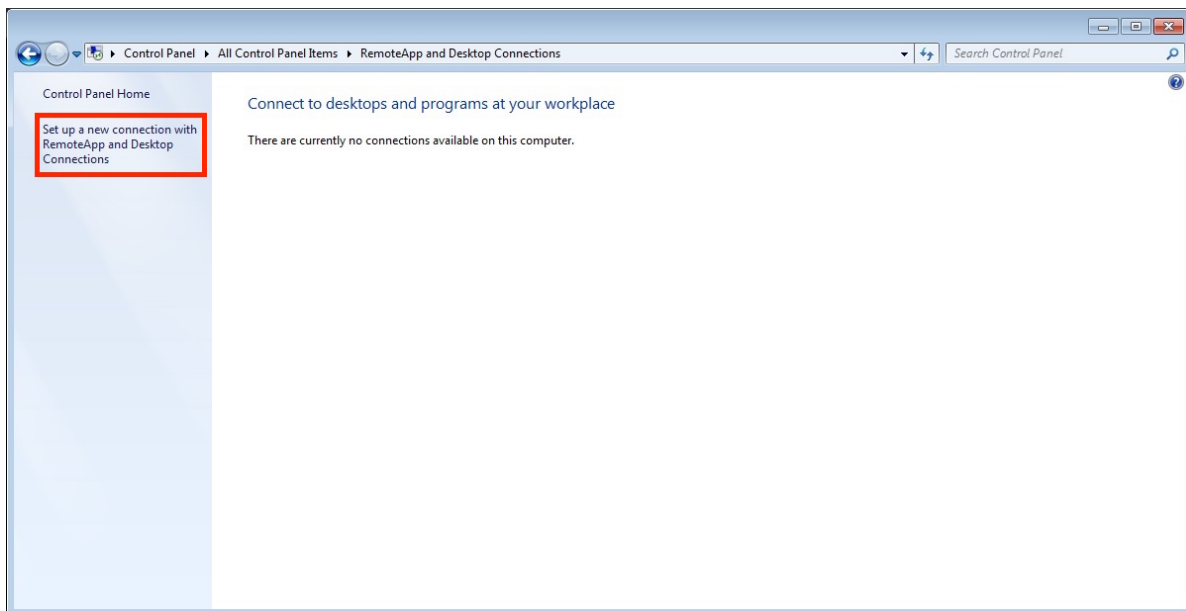 Control Panel ▸ All Control Panel Items ▸ RemoteApp and Desktop Connections
Search Control Panel
Control Panel Home
Set up a new connection with
RemoteApp and Desktop
Connections
Connect to desktops and programs at your workplace
There are currently no connections available on this computer.